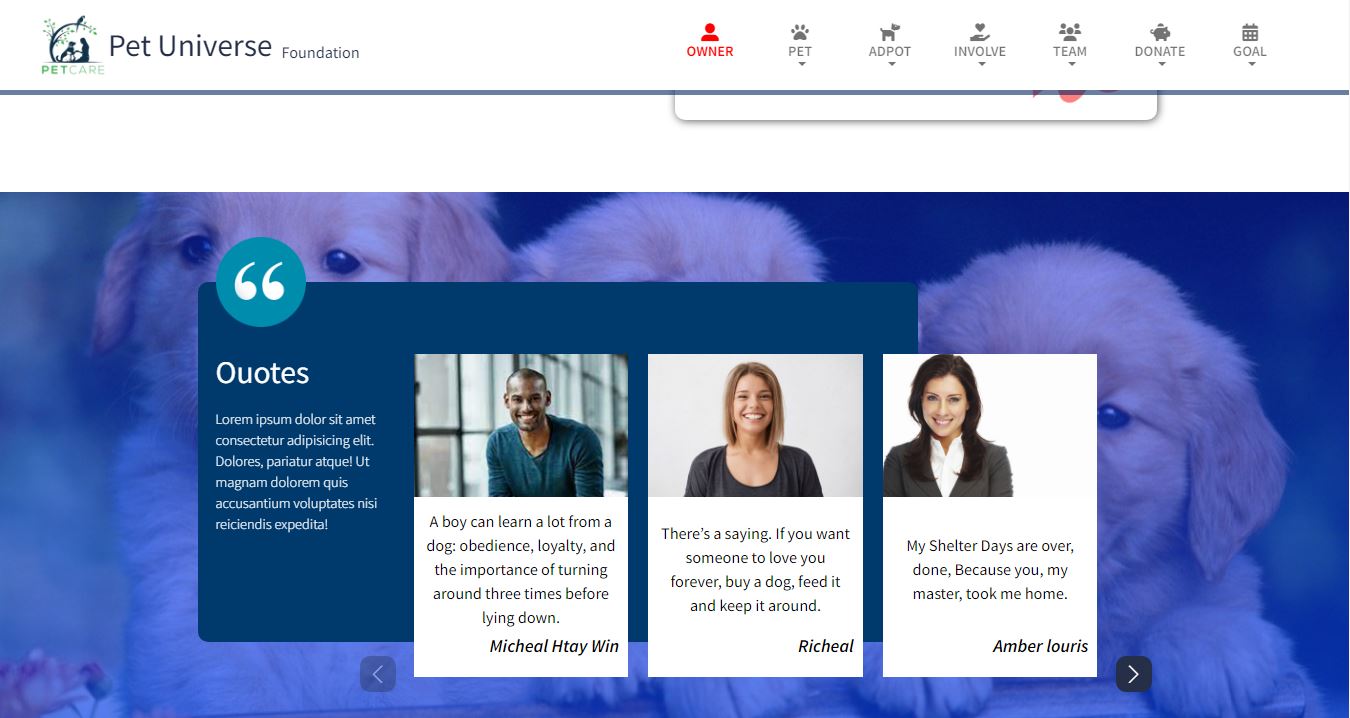 PETCARE
Pet Universe Foundation
OWNER
PET
ADPOT
INVOLVE
TEAM
DONATE
GOAL
“
Ouotes
Lorem ipsum dolor sit amet
consectetur adipisicing elit.
Dolores, pariatur atque! Ut
magnam dolorem quis
accusantium voluptates nisi
reiciendis expedita!
A boy can learn a lot from a
dog: obedience, loyalty, and
the importance of turning
around three times before
lying down.
Micheal Htay Win
There’s a saying. If you want
someone to love you
forever, buy a dog, feed it
and keep it around.
Richeal
My Shelter Days are over,
done, Because you, my
master, took me home.
Amber louris